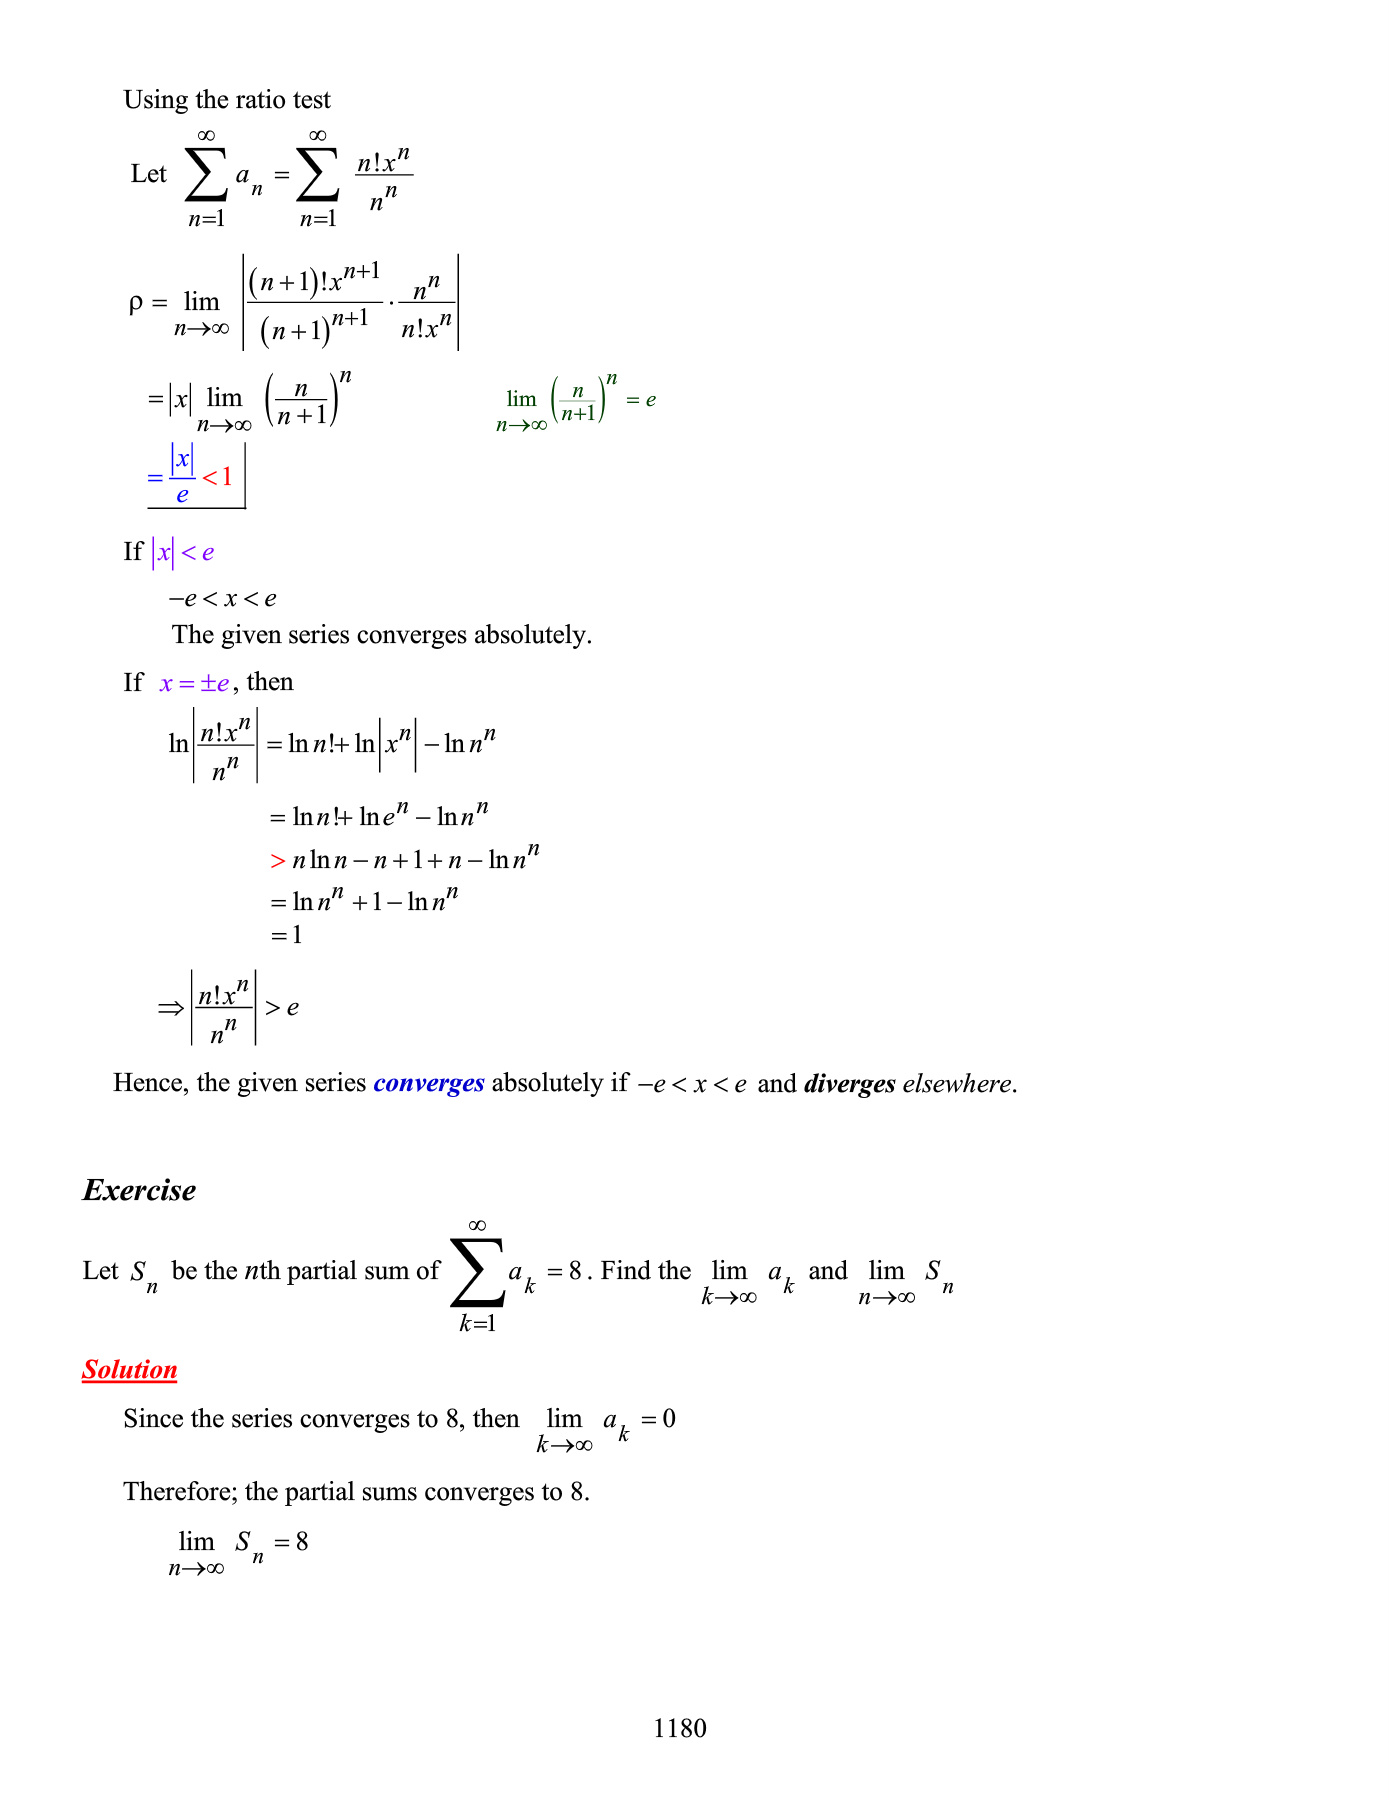 Using the ratio test
Let $\sum_{n=1}^{\infty} a_n = \sum_{n=1}^{\infty} \frac{n!x^n}{n^n}$
$\rho = \lim_{n\to\infty} \left| \frac{(n+1)!x^{n+1}}{(n+1)^{n+1}} \cdot \frac{n^n}{n!x^n} \right|$
$= |x| \lim_{n\to\infty} \left( \frac{n}{n+1} \right)^n$ $\lim_{n\to\infty} \left( \frac{n}{n+1} \right)^n = e$
$= \frac{|x|}{e} < 1$
If $|x| < e$
$-e < x < e$
The given series converges absolutely.
If $x = \pm e$, then
$\ln \left| \frac{n!x^n}{n^n} \right| = \ln n! + \ln |x^n| - \ln n^n$
$= \ln n! + \ln e^n - \ln n^n$
$> n \ln n - n + 1 + n - \ln n^n$
$= \ln n^n + 1 - \ln n^n$
$= 1$
$\Rightarrow \left| \frac{n!x^n}{n^n} \right| > e$
Hence, the given series converges absolutely if $-e < x < e$ and diverges elsewhere.
Exercise
Let $S_n$ be the nth partial sum of $\sum_{k=1}^{\infty} a_k = 8$. Find the $\lim_{k\to\infty} a_k$ and $\lim_{n\to\infty} S_n$
Solution
Since the series converges to 8, then $\lim_{k\to\infty} a_k = 0$
Therefore; the partial sums converges to 8.
$\lim_{n\to\infty} S_n = 8$
1180